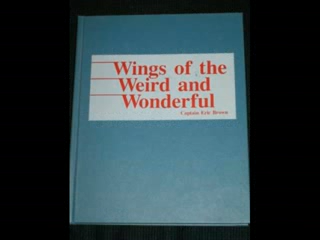 Wings of the
Weird and
Wonderful
Captain Eric Brown